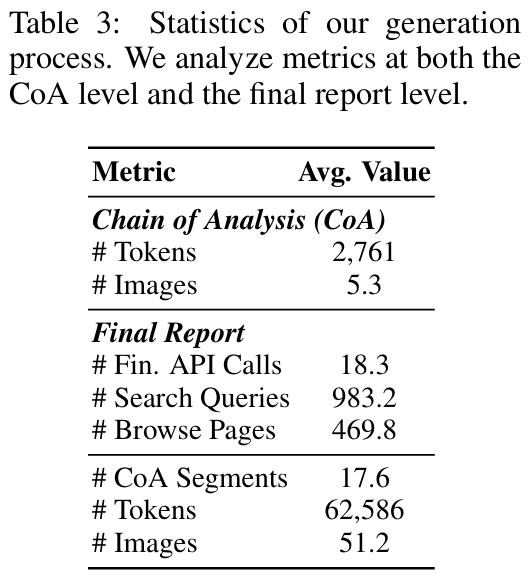 Table 3: Statistics of our generation
process. We analyze metrics at both the
CoA level and the final report level.
Metric Avg. Value
Chain of Analysis (CoA)
# Tokens 2,761
# Images 5.3
Final Report
# Fin. API Calls 18.3
# Search Queries 983.2
# Browse Pages 469.8
# CoA Segments 17.6
# Tokens 62,586
# Images 51.2